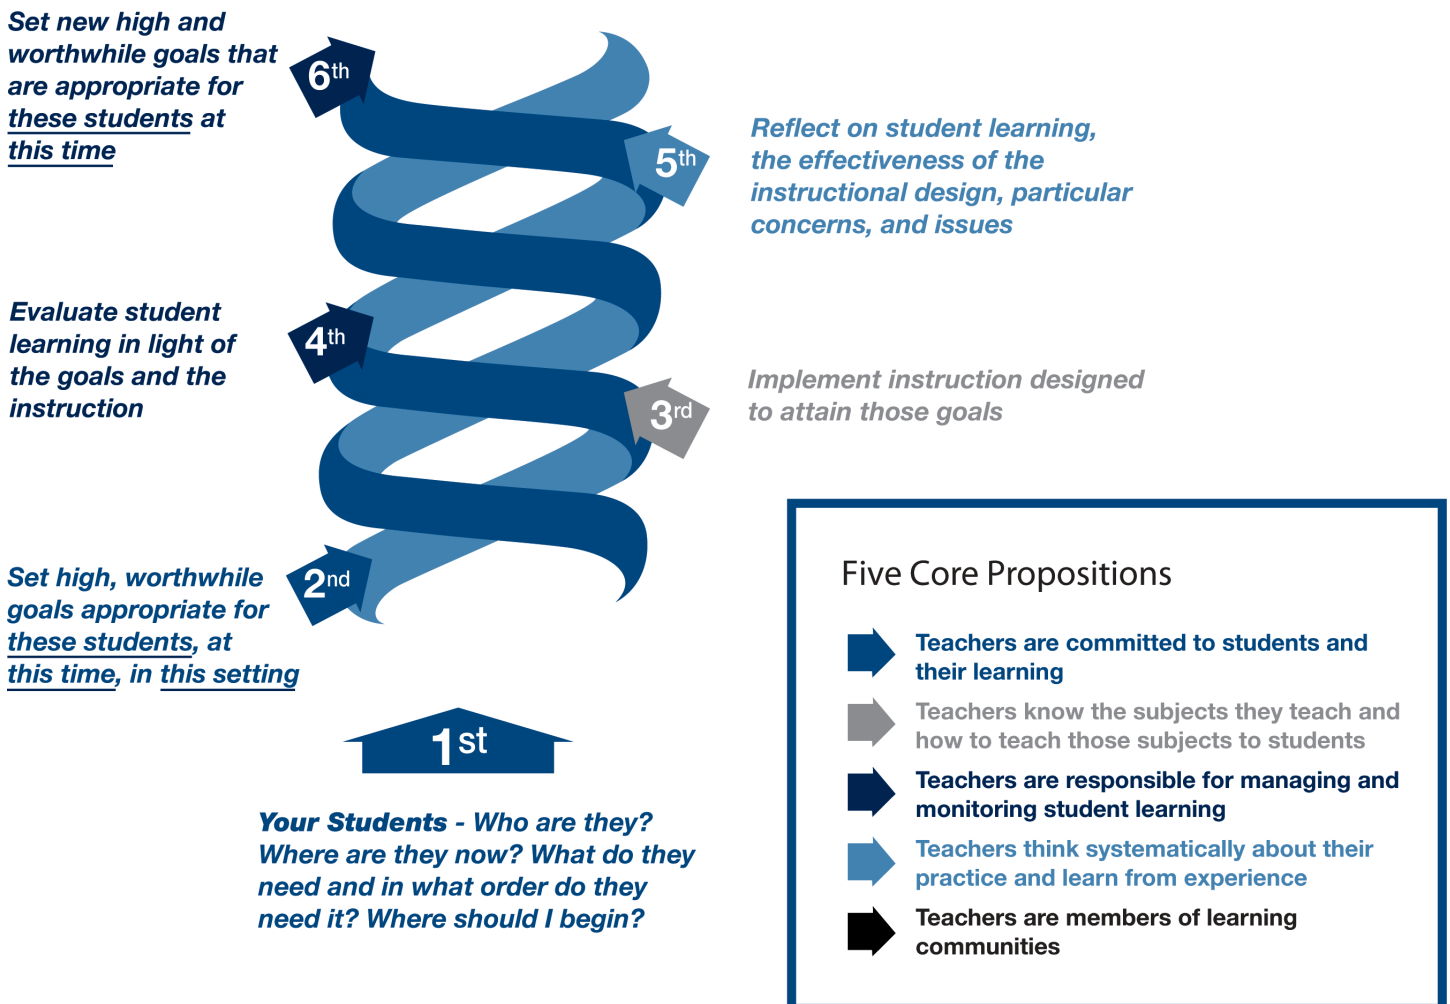 Set new high and
worthwhile goals that
are appropriate for
these students at
this time
6th
5th
Reflect on student learning,
the effectiveness of the
instructional design, particular
concerns, and issues
Evaluate student
learning in light of
the goals and the
instruction
4th
3rd
Implement instruction designed
to attain those goals
Set high, worthwhile
goals appropriate for
these students, at
this time, in this setting
2nd
1st
Your Students - Who are they?
Where are they now? What do they
need and in what order do they
need it? Where should I begin?
Five Core Propositions
Teachers are committed to students and
their learning
Teachers know the subjects they teach and
how to teach those subjects to students
Teachers are responsible for managing and
monitoring student learning
Teachers think systematically about their
practice and learn from experience
Teachers are members of learning
communities